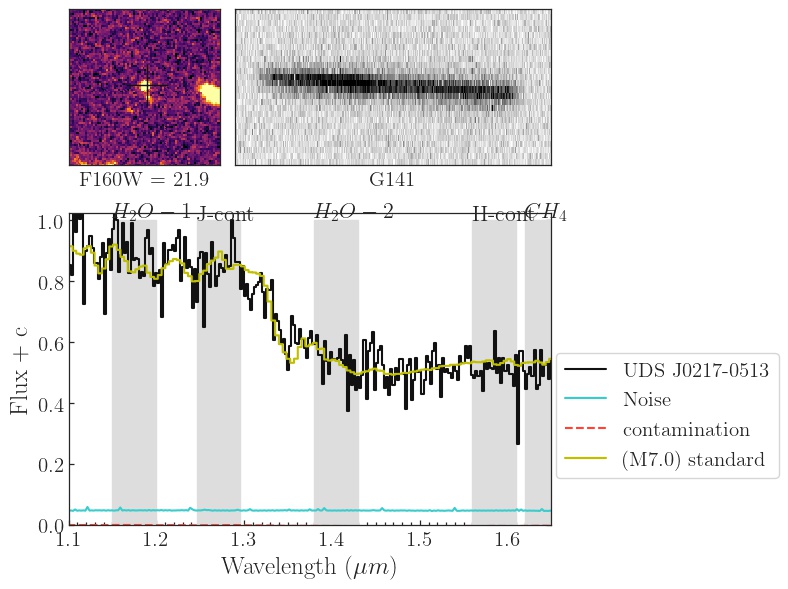 F160W = 21.9
G141
H₂O − 1 J-cont H₂O − 2 H-cont CH₄
1.0
0.8
0.6
0.4
0.2
0.0
Flux + c
1.1 1.2 1.3 1.4 1.5 1.6
Wavelength (μm)
UDS J0217-0513
Noise
contamination
(M7.0) standard